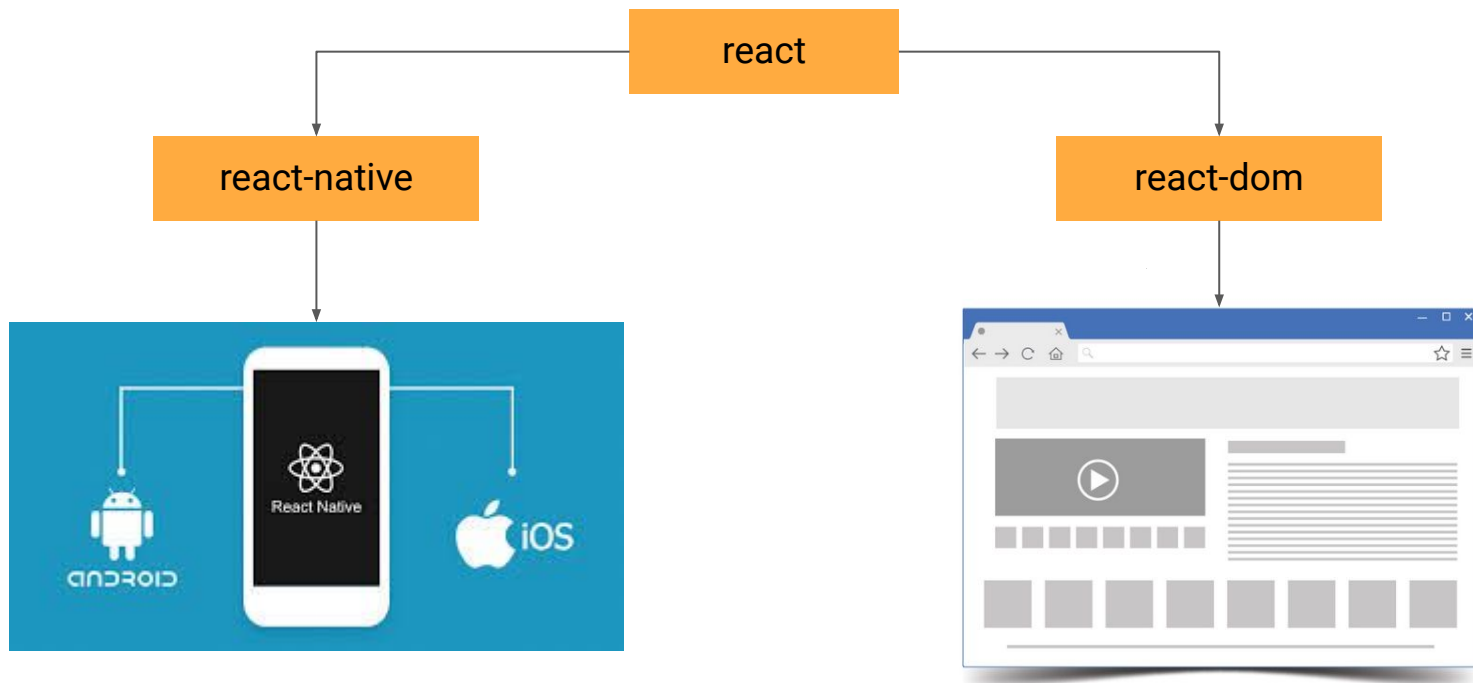 react
react-native
react-dom
React Native
android
iOS